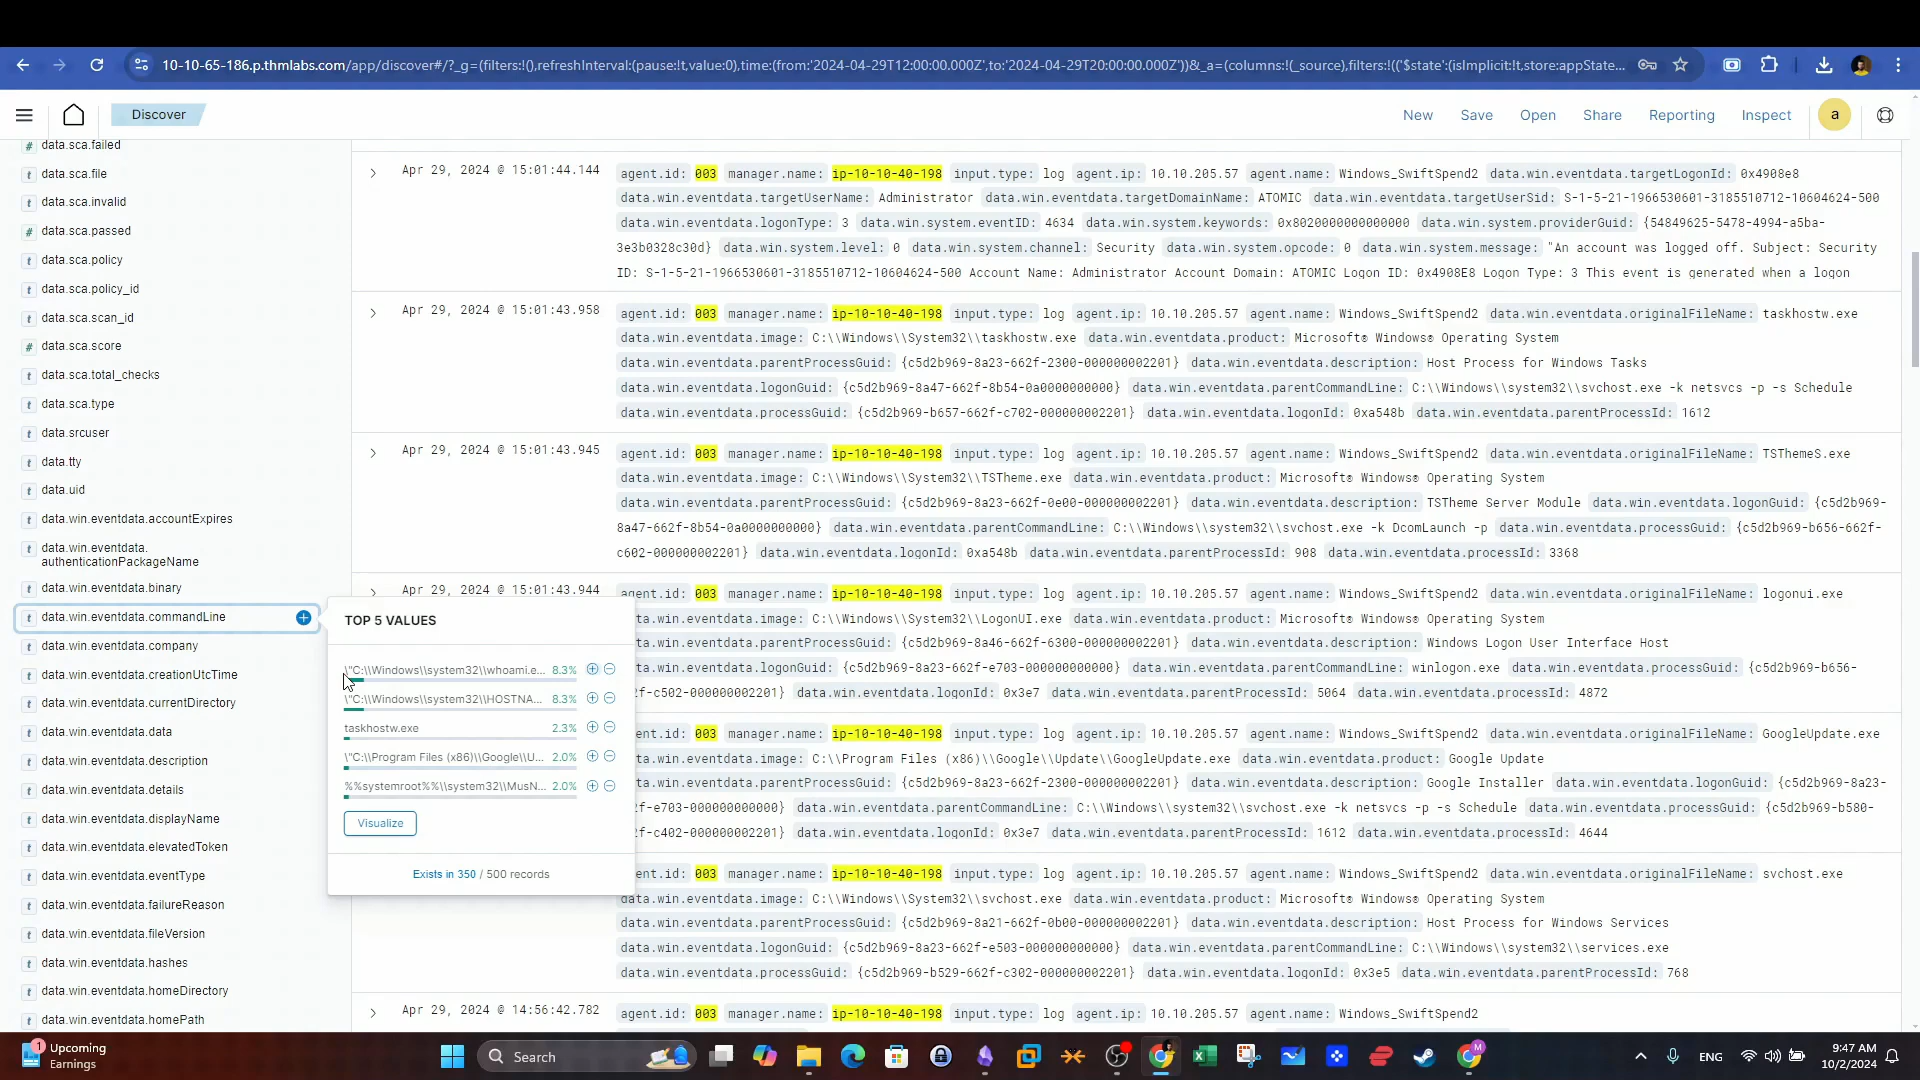 10-10-65-186.p.thmlabs.com/app/discover#/?_g=(filters:!(),refreshInterval:(pause:!t,value:0),time:(from:'2024-04-29T12:00:00.000Z',to:'2024-04-29T20:00:00.000Z'))&_a=(columns:!(_source),filters:!(('$state':(isImplicit:!t,store:appState...
Discover
New
Save
Open
Share
Reporting
Inspect
a
# data.sca.failed
t data.sca.file
t data.sca.invalid
# data.sca.passed
t data.sca.policy
t data.sca.policy_id
t data.sca.scan_id
# data.sca.score
t data.sca.total_checks
t data.sca.type
t data.srcuser
t data.tty
t data.uid
t data.win.eventdata.accountExpires
t data.win.eventdata.
authenticationPackageName
t data.win.eventdata.binary
t data.win.eventdata.commandLine
t data.win.eventdata.company
t data.win.eventdata.creationUtcTime
t data.win.eventdata.currentDirectory
t data.win.eventdata.data
t data.win.eventdata.description
t data.win.eventdata.details
t data.win.eventdata.displayName
t data.win.eventdata.elevatedToken
t data.win.eventdata.eventType
t data.win.eventdata.failureReason
t data.win.eventdata.fileVersion
t data.win.eventdata.hashes
t data.win.eventdata.homeDirectory
t data.win.eventdata.homePath
TOP 5 VALUES
\"C:\\Windows\\system32\\whoami.e... 8.3%
\"C:\\Windows\\system32\\HOSTNA... 8.3%
taskhostw.exe 2.3%
\"C:\\Program Files (x86)\\Google\\U... 2.0%
%%systemroot%%\\system32\\MusN... 2.0%
Visualize
Exists in 350 / 500 records
Apr 29, 2024 @ 15:01:44.144 agent.id: 003 manager.name: ip-10-10-40-198 input.type: log agent.ip: 10.10.205.57 agent.name: Windows_SwiftSpend2 data.win.eventdata.targetLogonId: 0x4908e8
data.win.eventdata.targetUserName: Administrator data.win.eventdata.targetDomainName: ATOMIC data.win.eventdata.targetUserSid: S-1-5-21-1966530601-3185510712-10604624-500
data.win.eventdata.logonType: 3 data.win.system.eventID: 4634 data.win.system.keywords: 0x8020000000000000 data.win.system.providerGuid: {54849625-5478-4994-a5ba-
3e3b0328c30d} data.win.system.level: 0 data.win.system.channel: Security data.win.system.opcode: 0 data.win.system.message: "An account was logged off. Subject: Security
ID: S-1-5-21-1966530601-3185510712-10604624-500 Account Name: Administrator Account Domain: ATOMIC Logon ID: 0x4908E8 Logon Type: 3 This event is generated when a logon
Apr 29, 2024 @ 15:01:43.958 agent.id: 003 manager.name: ip-10-10-40-198 input.type: log agent.ip: 10.10.205.57 agent.name: Windows_SwiftSpend2 data.win.eventdata.originalFileName: taskhostw.exe
data.win.eventdata.image: C:\\Windows\\System32\\taskhostw.exe data.win.eventdata.product: Microsoft® Windows® Operating System
data.win.eventdata.parentProcessGuid: {c5d2b969-8a23-662f-2300-000000002201} data.win.eventdata.description: Host Process for Windows Tasks
data.win.eventdata.logonGuid: {c5d2b969-8a47-662f-8b54-0a0000000000} data.win.eventdata.parentCommandLine: C:\\Windows\\system32\\svchost.exe -k netsvcs -p -s Schedule
data.win.eventdata.processGuid: {c5d2b969-b657-662f-c702-000000002201} data.win.eventdata.logonId: 0xa548b data.win.eventdata.parentProcessId: 1612
Apr 29, 2024 @ 15:01:43.945 agent.id: 003 manager.name: ip-10-10-40-198 input.type: log agent.ip: 10.10.205.57 agent.name: Windows_SwiftSpend2 data.win.eventdata.originalFileName: TSThemeS.exe
data.win.eventdata.image: C:\\Windows\\System32\\TSTheme.exe data.win.eventdata.product: Microsoft® Windows® Operating System
data.win.eventdata.parentProcessGuid: {c5d2b969-8a23-662f-0e00-000000002201} data.win.eventdata.description: TSTheme Server Module data.win.eventdata.logonGuid: {c5d2b969-
8a47-662f-8b54-0a0000000000} data.win.eventdata.parentCommandLine: C:\\Windows\\system32\\svchost.exe -k DcomLaunch -p data.win.eventdata.processGuid: {c5d2b969-b656-662f-
c602-000000002201} data.win.eventdata.logonId: 0xa548b data.win.eventdata.parentProcessId: 908 data.win.eventdata.processId: 3368
Apr 29, 2024 @ 15:01:43.944 agent.id: 003 manager.name: ip-10-10-40-198 input.type: log agent.ip: 10.10.205.57 agent.name: Windows_SwiftSpend2 data.win.eventdata.originalFileName: logonui.exe
ta.win.eventdata.image: C:\\Windows\\System32\\LogonUI.exe data.win.eventdata.product: Microsoft® Windows® Operating System
ta.win.eventdata.parentProcessGuid: {c5d2b969-8a46-662f-6300-000000002201} data.win.eventdata.description: Windows Logon User Interface Host
ta.win.eventdata.logonGuid: {c5d2b969-8a23-662f-e703-000000000000} data.win.eventdata.parentCommandLine: winlogon.exe data.win.eventdata.processGuid: {c5d2b969-b656-
2f-c502-000000002201} data.win.eventdata.logonId: 0x3e7 data.win.eventdata.parentProcessId: 5064 data.win.eventdata.processId: 4872
ent.id: 003 manager.name: ip-10-10-40-198 input.type: log agent.ip: 10.10.205.57 agent.name: Windows_SwiftSpend2 data.win.eventdata.originalFileName: GoogleUpdate.exe
ta.win.eventdata.image: C:\\Program Files (x86)\\Google\\Update\\GoogleUpdate.exe data.win.eventdata.product: Google Update
ta.win.eventdata.parentProcessGuid: {c5d2b969-8a23-662f-2300-000000002201} data.win.eventdata.description: Google Installer data.win.eventdata.logonGuid: {c5d2b969-8a23-
2f-e703-000000000000} data.win.eventdata.parentCommandLine: C:\\Windows\\system32\\svchost.exe -k netsvcs -p -s Schedule data.win.eventdata.processGuid: {c5d2b969-b580-
2f-c402-000000002201} data.win.eventdata.logonId: 0x3e7 data.win.eventdata.parentProcessId: 1612 data.win.eventdata.processId: 4644
ent.id: 003 manager.name: ip-10-10-40-198 input.type: log agent.ip: 10.10.205.57 agent.name: Windows_SwiftSpend2 data.win.eventdata.originalFileName: svchost.exe
data.win.eventdata.image: C:\\Windows\\System32\\svchost.exe data.win.eventdata.product: Microsoft® Windows® Operating System
data.win.eventdata.parentProcessGuid: {c5d2b969-8a21-662f-0b00-000000002201} data.win.eventdata.description: Host Process for Windows Services
data.win.eventdata.logonGuid: {c5d2b969-8a23-662f-e503-000000000000} data.win.eventdata.parentCommandLine: C:\\Windows\\system32\\services.exe
data.win.eventdata.processGuid: {c5d2b969-b529-662f-c302-000000002201} data.win.eventdata.logonId: 0x3e5 data.win.eventdata.parentProcessId: 768
Apr 29, 2024 @ 14:56:42.782 agent.id: 003 manager.name: ip-10-10-40-198 input.type: log agent.ip: 10.10.205.57 agent.name: Windows_SwiftSpend2
1
Upcoming
Earnings
Search
M
ENG
9:47 AM
10/2/2024